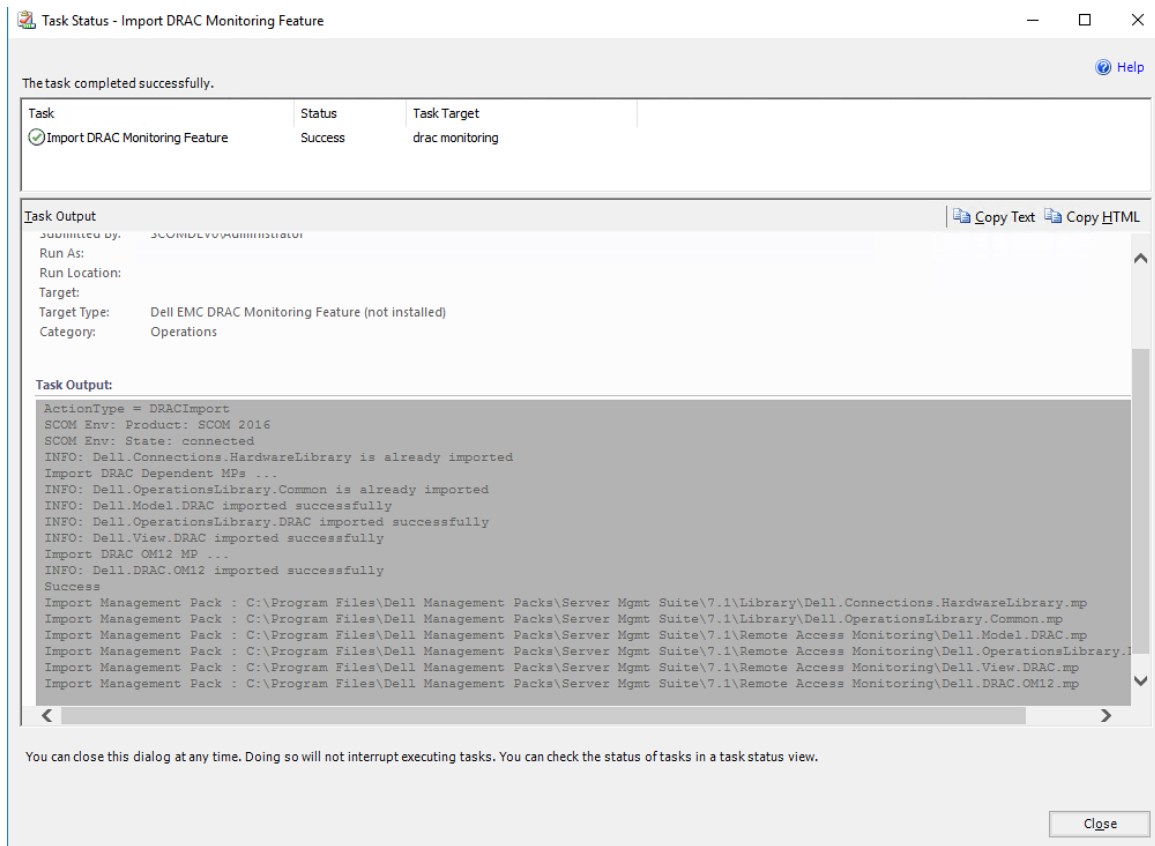 Task Status - Import DRAC Monitoring Feature
Help
The task completed successfully.
Task Status Task Target
Import DRAC Monitoring Feature Success drac monitoring
Task Output Copy Text Copy HTML
Submitted By: SCOMDEV0\Administrator
Run As:
Run Location:
Target:
Target Type: Dell EMC DRAC Monitoring Feature (not installed)
Category: Operations
Task Output:
ActionType = DRACImport
SCOM Env: Product: SCOM 2016
SCOM Env: State: connected
INFO: Dell.Connections.HardwareLibrary is already imported
Import DRAC Dependent MPs ...
INFO: Dell.OperationsLibrary.Common is already imported
INFO: Dell.Model.DRAC imported successfully
INFO: Dell.OperationsLibrary.DRAC imported successfully
INFO: Dell.View.DRAC imported successfully
Import DRAC OM12 MP ...
INFO: Dell.DRAC.OM12 imported successfully
Success
Import Management Pack : C:\Program Files\Dell Management Packs\Server Mgmt Suite\7.1\Library\Dell.Connections.HardwareLibrary.mp
Import Management Pack : C:\Program Files\Dell Management Packs\Server Mgmt Suite\7.1\Library\Dell.OperationsLibrary.Common.mp
Import Management Pack : C:\Program Files\Dell Management Packs\Server Mgmt Suite\7.1\Remote Access Monitoring\Dell.Model.DRAC.mp
Import Management Pack : C:\Program Files\Dell Management Packs\Server Mgmt Suite\7.1\Remote Access Monitoring\Dell.OperationsLibrary.
Import Management Pack : C:\Program Files\Dell Management Packs\Server Mgmt Suite\7.1\Remote Access Monitoring\Dell.View.DRAC.mp
Import Management Pack : C:\Program Files\Dell Management Packs\Server Mgmt Suite\7.1\Remote Access Monitoring\Dell.DRAC.OM12.mp
You can close this dialog at any time. Doing so will not interrupt executing tasks. You can check the status of tasks in a task status view.
Close